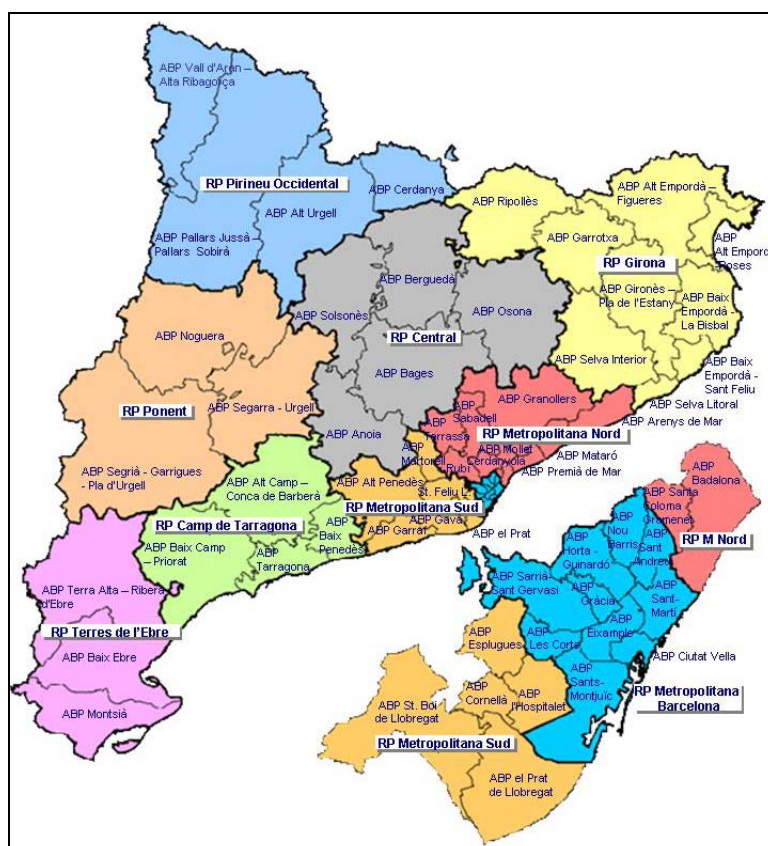 ABP Vall d'Aran –
Alta Ribagorça
RP Pirineu Occidental
ABP Cerdanya
ABP Alt Urgell
ABP Pallars Jussà -
Pallars Sobirà
ABP Ripollès
ABP Alt Empordà –
Figueres
ABP Garrotxa
ABP
Alt Empord
Roses
RP Girona
ABP Gironès –
Pla de l'Estany
ABP Baix
Empordà -
La Bisbal
ABP Selva Interior
ABP Baix
Empordà -
Sant Feliu
ABP Selva Litoral
ABP Berguedà
ABP Solsonès
ABP Osona
RP Central
ABP Bages
ABP Anoia
ABP Noguera
RP Ponent
ABP Segarra - Urgell
ABP Segrià - Garrigues -
Pla d'Urgell
ABP Granollers
ABP
Sabadell
ABP
Terrassa
RP Metropolitana Nord
ABP Arenys de Mar
ABP Mollet
ABP Mataró
Rubí
Cerdanyola
ABP Premià de Mar
ABP
Martorell
ABP Alt Penedès
St. Feliu L.
RP Metropolitana Sud
ABP Gavà
ABP Garraf
ABP el Prat
ABP Alt Camp –
Conca de Barberà
RP Camp de Tarragona
ABP Baix Camp –
Priorat
ABP
Tarragona
ABP
Baix
Penedès
ABP Terra Alta – Ribera
d'Ebre
RP Terres de l'Ebre
ABP Baix Ebre
ABP Montsià
ABP
Badalona
ABP Santa
Coloma
Gramenet
RP M Nord
ABP
Nou
Barris
ABP
Sant
Andreu
ABP
Horta -
Guinardó
ABP Sarrià
Sant Gervasi
ABP
Gràcia
ABP
Sant-
Martí
ABP
Les Corts
ABP
Eixample
ABP Ciutat Vella
ABP
Sants-
Montjuïc
RP Metropolitana
Barcelona
ABP
Esplugues
ABP
Cornellà
ABP
l'Hospitalet
ABP St. Boi
de Llobregat
RP Metropolitana Sud
ABP el Prat
de Llobregat